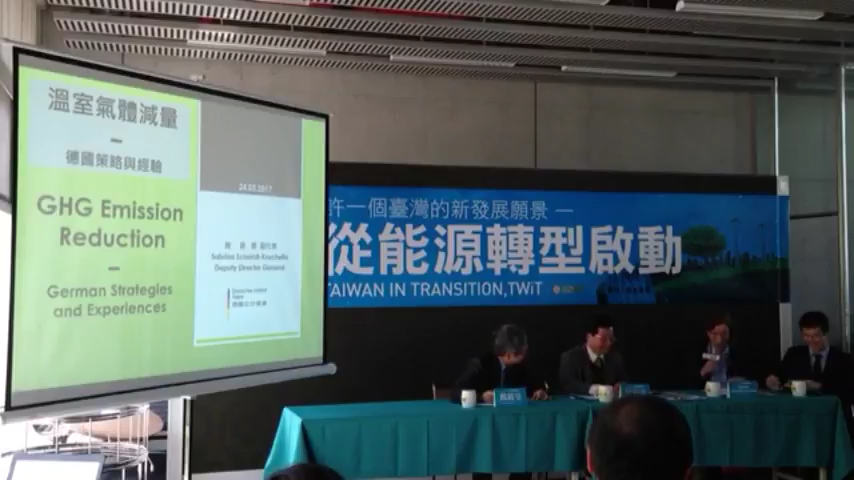 溫室氣體減量
德國策略與經驗
GHG Emission
Reduction
German Strategies
and Experiences
24.03.2017
Deputy Director General
許一個臺灣的新發展願景 —
從能源轉型啟動
TAIWAN IN TRANSITION,TWiT